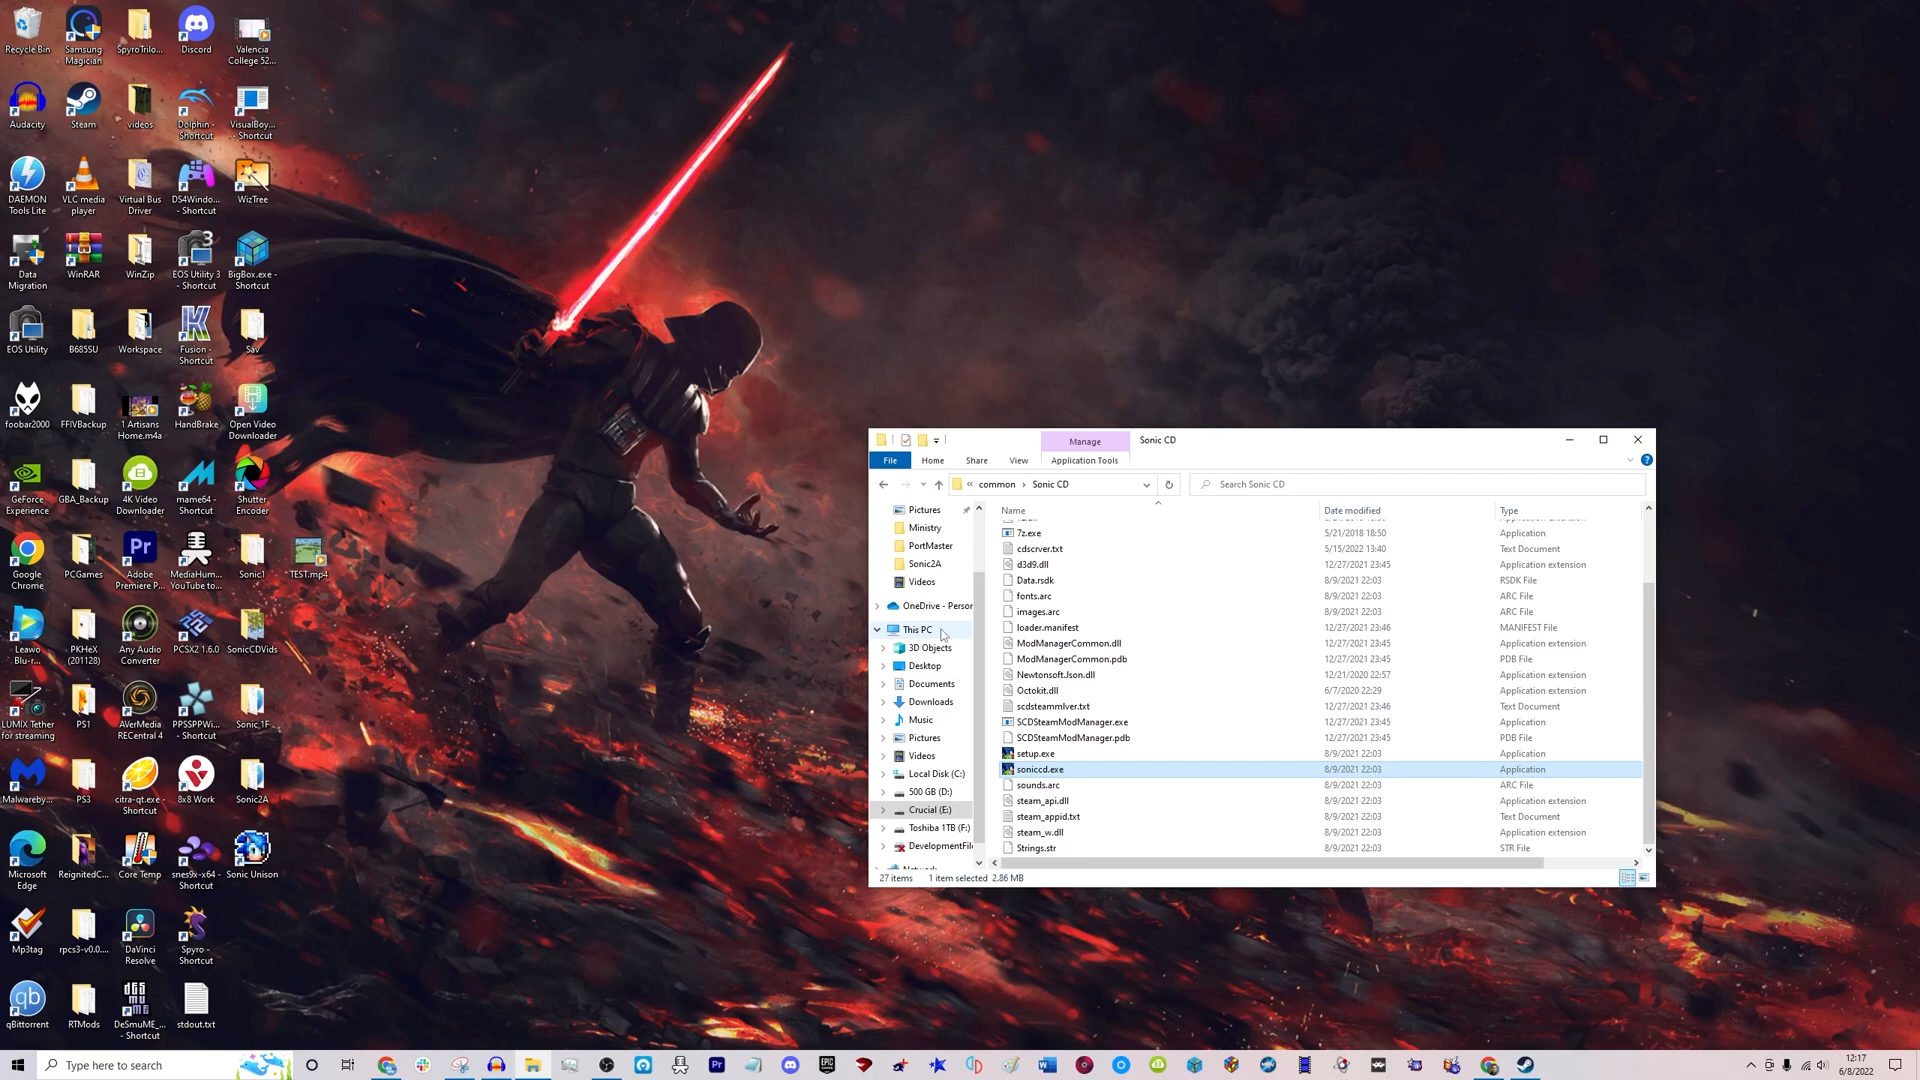 Recycle Bin
Samsung
Magician
SpyroTrilo...
Discord
Valencia
College 52...
Audacity
Steam
videos
Dolphin -
Shortcut
VisualBoy...
- Shortcut
DAEMON
Tools Lite
VLC media
player
Virtual Bus
Driver
DS4Windo...
- Shortcut
WizTree
Data
Migration
WinRAR
WinZip
EOS Utility 3
- Shortcut
BigBox.exe -
Shortcut
EOS Utility
B685SU
Workspace
Fusion -
Shortcut
Sav
foobar2000
FFIVBackup
1 Artisans
Home.m4a
HandBrake
Open Video
Downloader
GeForce
Experience
GBA_Backup
4K Video
Downloader
mame64 -
Shortcut
Shutter
Encoder
Google
Chrome
PCGames
Adobe
Premiere P...
MediaHum...
YouTube to...
Sonic1
TEST.mp4
Leawo
Blu-r...
PKHeX
(201128)
Any Audio
Converter
PCSX2 1.6.0
SonicCDVids
LUMIX Tether
for streaming
PS1
AVerMedia
RECentral 4
PPSSPPWi...
- Shortcut
Sonic_1F
Malwareby...
PS3
citra-qt.exe -
Shortcut
8x8 Work
Sonic2A
Microsoft
Edge
ReignitedC...
Core Temp
snes9x-x64 -
Shortcut
Sonic Unison
Mp3tag
rpcs3-v0.0....
DaVinci
Resolve
Spyro -
Shortcut
qBittorrent
RTMods
DeSmuME_...
- Shortcut
stdout.txt
Manage
Sonic CD
File
Home
Share
View
Application Tools
« common › Sonic CD
Search Sonic CD
Pictures
Ministry
PortMaster
Sonic2A
Videos
OneDrive - Person
This PC
3D Objects
Desktop
Documents
Downloads
Music
Pictures
Videos
Local Disk (C:)
500 GB (D:)
Crucial (E:)
Toshiba 1TB (F:)
DevelopmentFile
Name Date modified Type
7z.exe 5/21/2018 18:50 Application
cdscrver.txt 5/15/2022 13:40 Text Document
d3d9.dll 12/27/2021 23:45 Application extension
Data.rsdk 8/9/2021 22:03 RSDK File
fonts.arc 8/9/2021 22:03 ARC File
images.arc 8/9/2021 22:03 ARC File
loader.manifest 12/27/2021 23:46 MANIFEST File
ModManagerCommon.dll 12/27/2021 23:45 Application extension
ModManagerCommon.pdb 12/27/2021 23:45 PDB File
Newtonsoft.Json.dll 12/21/2020 22:57 Application extension
Octokit.dll 6/7/2020 22:29 Application extension
scdsteammlver.txt 12/27/2021 23:46 Text Document
SCDSteamModManager.exe 12/27/2021 23:45 Application
SCDSteamModManager.pdb 12/27/2021 23:45 PDB File
setup.exe 8/9/2021 22:03 Application
soniccd.exe 8/9/2021 22:03 Application
sounds.arc 8/9/2021 22:03 ARC File
steam_api.dll 8/9/2021 22:03 Application extension
steam_appid.txt 8/9/2021 22:03 Text Document
steam_w.dll 8/9/2021 22:03 Application extension
Strings.str 8/9/2021 22:03 STR File
27 items 1 item selected 2.86 MB
Type here to search
12:17
6/8/2022